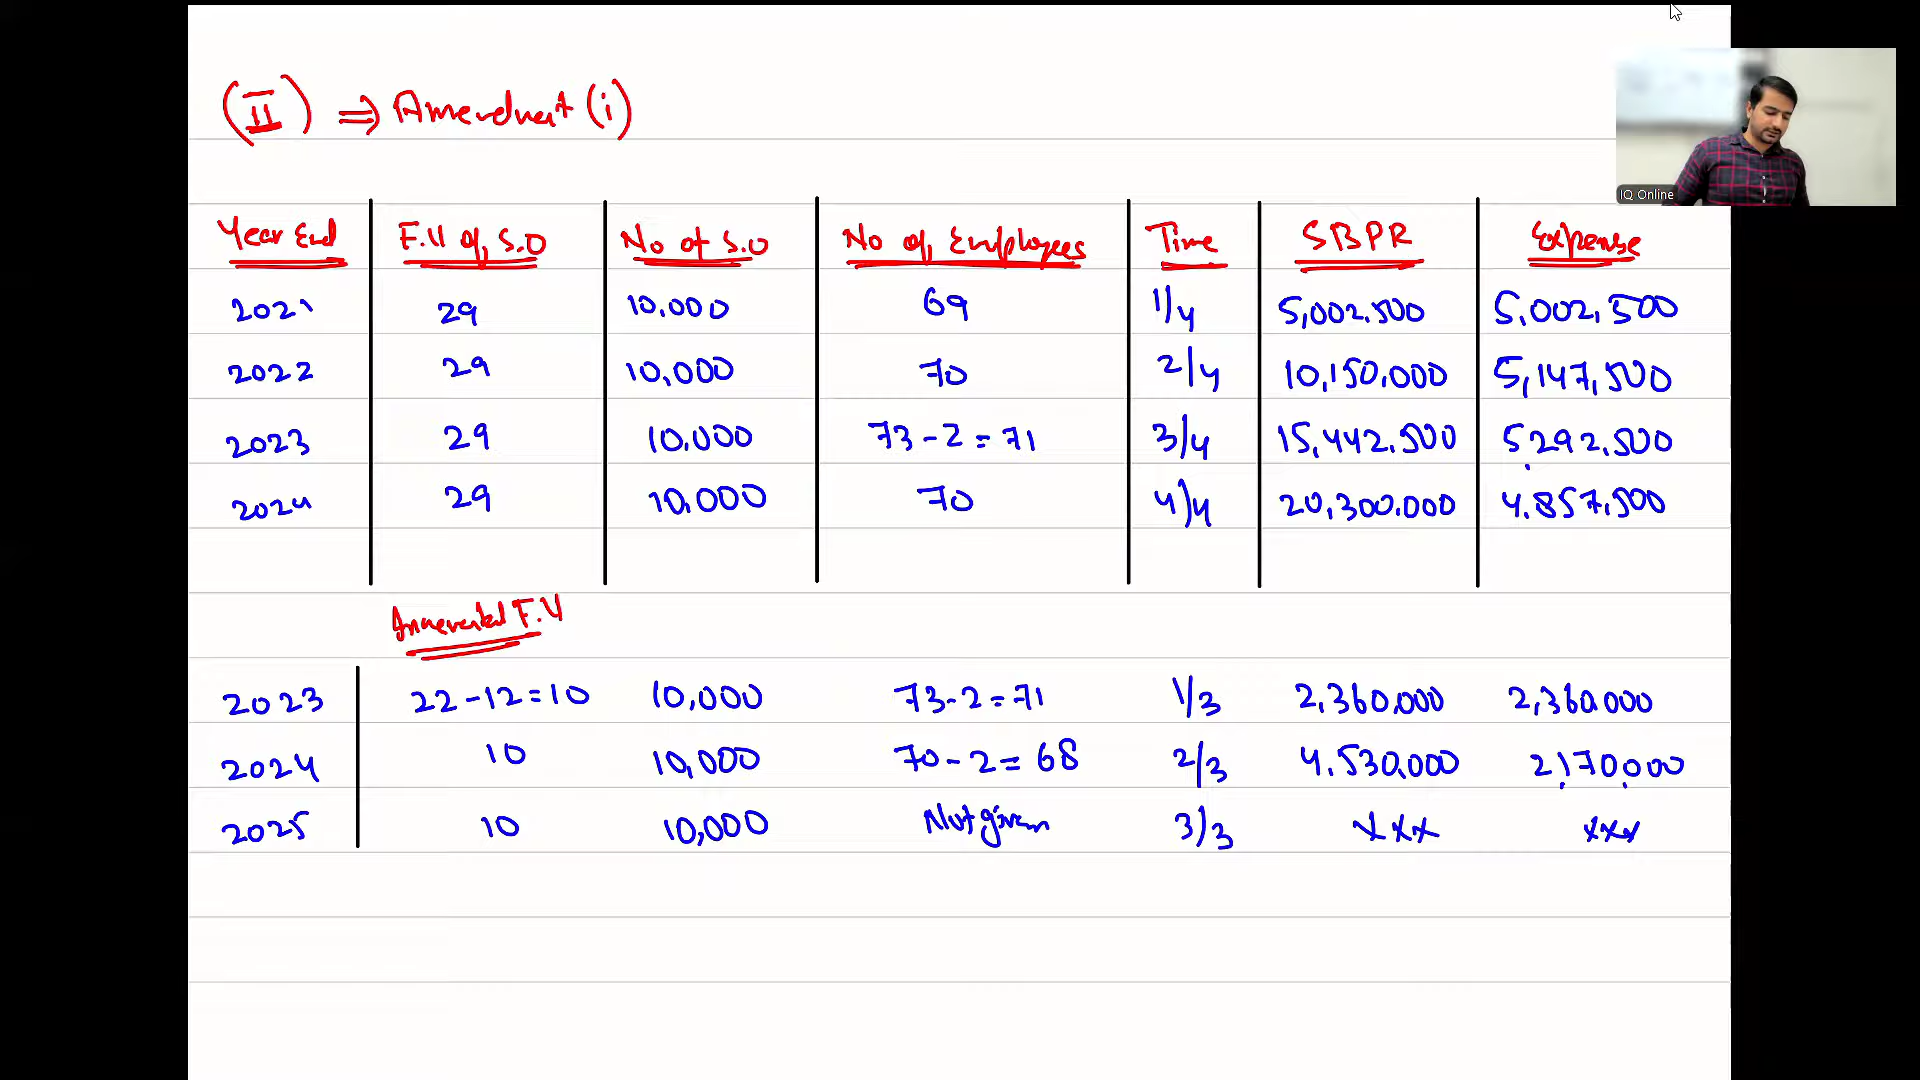 (II) ⇒ Amendment (i)
IQ Online
Year End F.V of S.O No of S.O No of Employees Time SBPR Expense
2021 29 10,000 69 1/4 5,002,500 5,002,500
2022 29 10,000 70 2/4 10,150,000 5,147,500
2023 29 10,000 73-2=71 3/4 15,442,500 5,292,500
2024 29 10,000 70 4/4 20,300,000 4,857,500
Incremental F.V
2023 22-12=10 10,000 73-2=71 1/3 2,360,000 2,360,000
2024 10 10,000 70-2=68 2/3 4,530,000 2,170,000
2025 10 10,000 Not given 3/3 xxx xxx